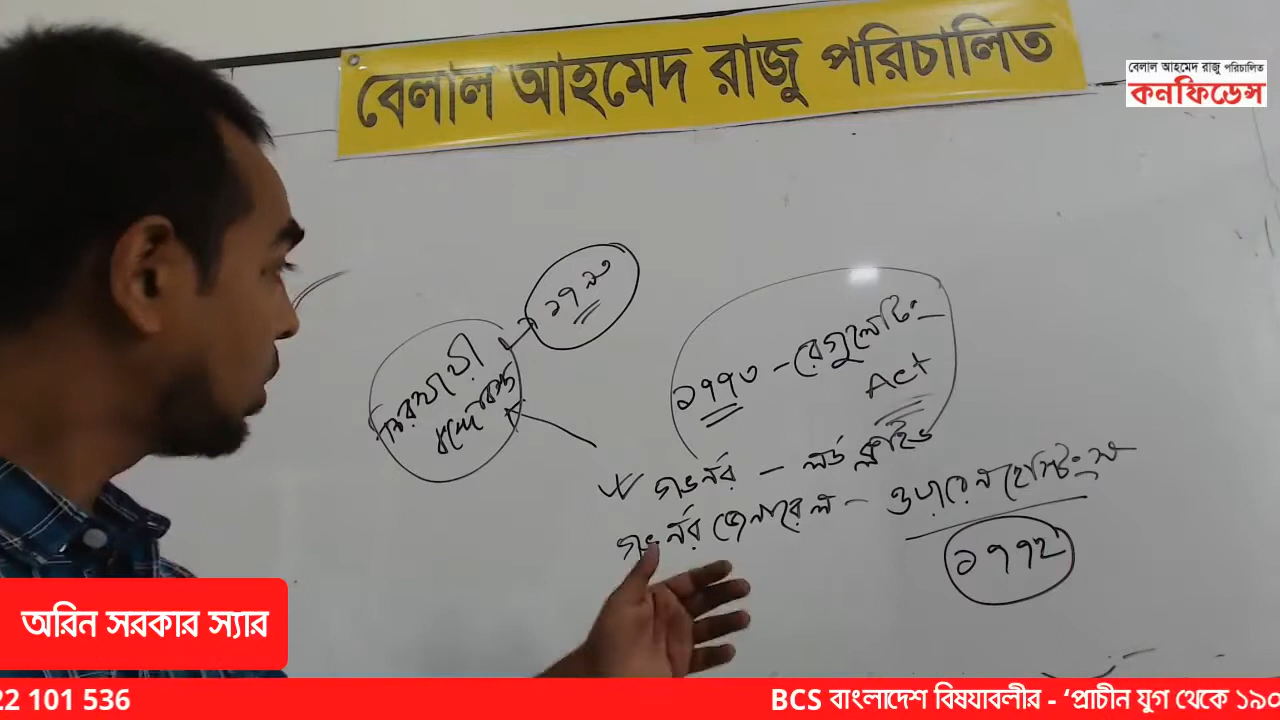 বেলাল আহমেদ রাজু পরিচালিত
বেলাল আহমেদ রাজু পরিচালিত
কনফিডেন্স
১৭৯৩
চিরস্থায়ী
বন্দোবস্ত
১৭৭৩ - রেগুলেটিং
Act
গভর্নর - লর্ড ক্লাইভ
গভর্নর জেনারেল - ওয়ারেন হেস্টিংস
১৭৭২
অরিন সরকার স্যার
22 101 536
BCS বাংলাদেশ বিষযাবলীর - ‘প্রাচীন যুগ থেকে ১৯০